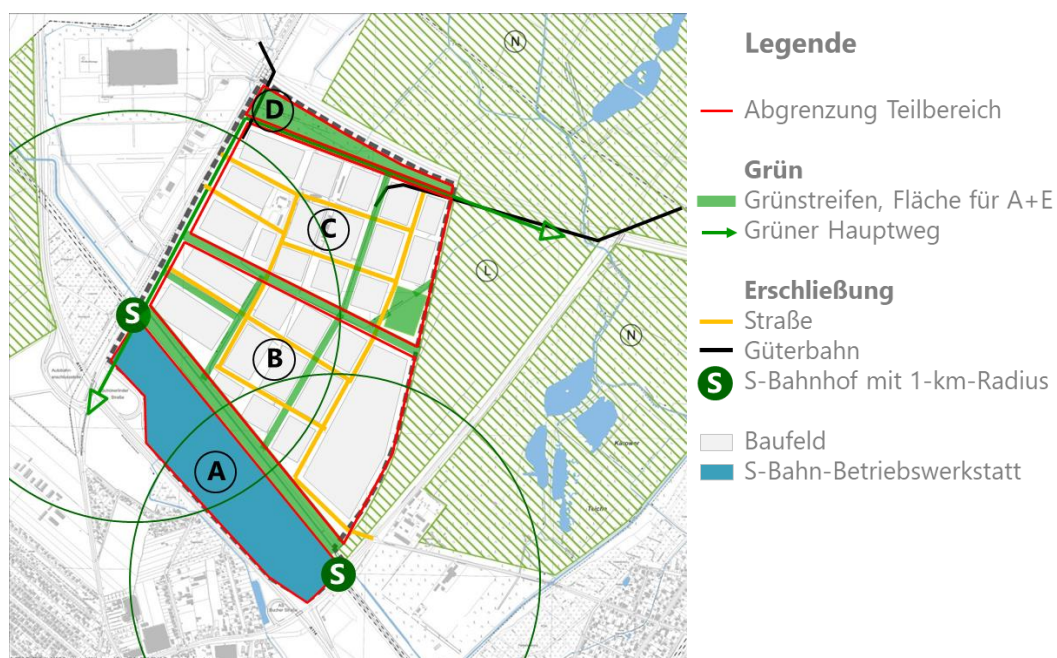 Legende
Abgrenzung Teilbereich
Grün
Grünstreifen, Fläche für A+E
Grüner Hauptweg
Erschließung
Straße
Güterbahn
S S-Bahnhof mit 1-km-Radius
Baufeld
S-Bahn-Betriebswerkstatt
N
D
C
L
S
N
B
A
S